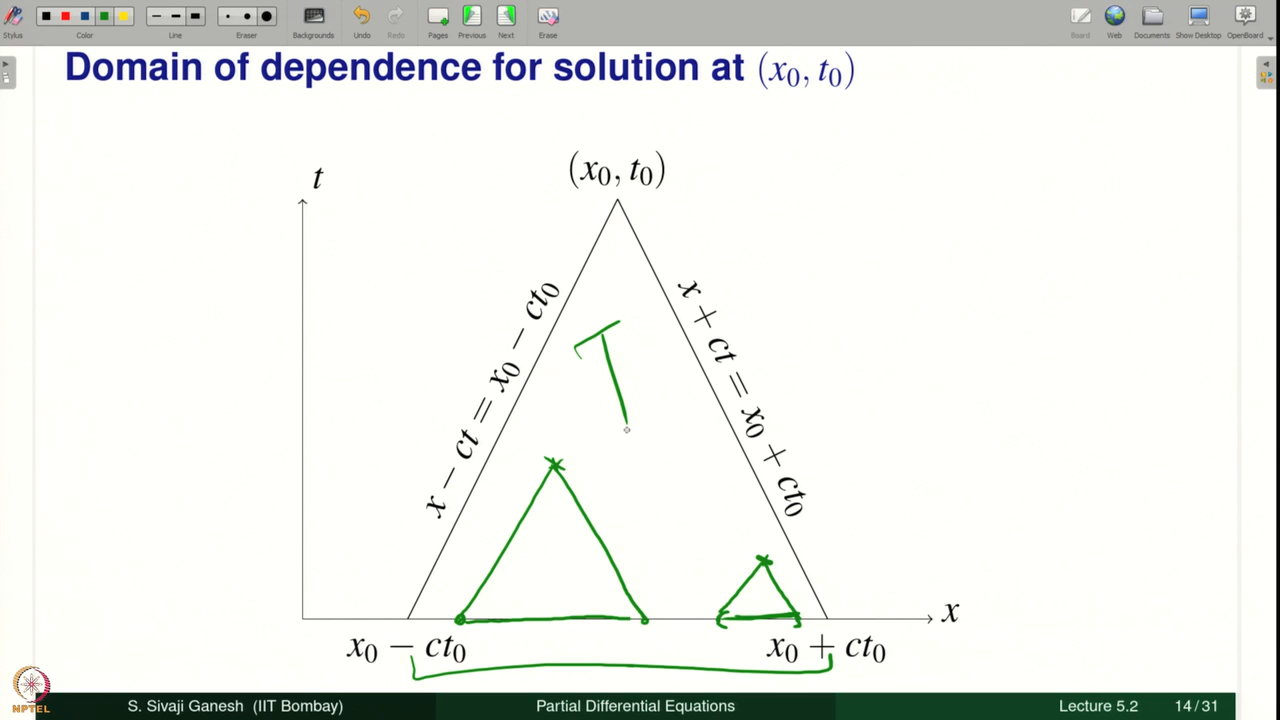 Stylus Color Line Eraser Backgrounds Undo Redo Pages Previous Next Erase Board Web Documents Show Desktop OpenBoard
Domain of dependence for solution at (x₀, t₀)
(x₀, t₀)
t
x − ct = x₀ − ct₀
x + ct = x₀ + ct₀
T
x
x₀ − ct₀
x₀ + ct₀
NPTEL
S. Sivaji Ganesh (IIT Bombay) Partial Differential Equations Lecture 5.2 14/31